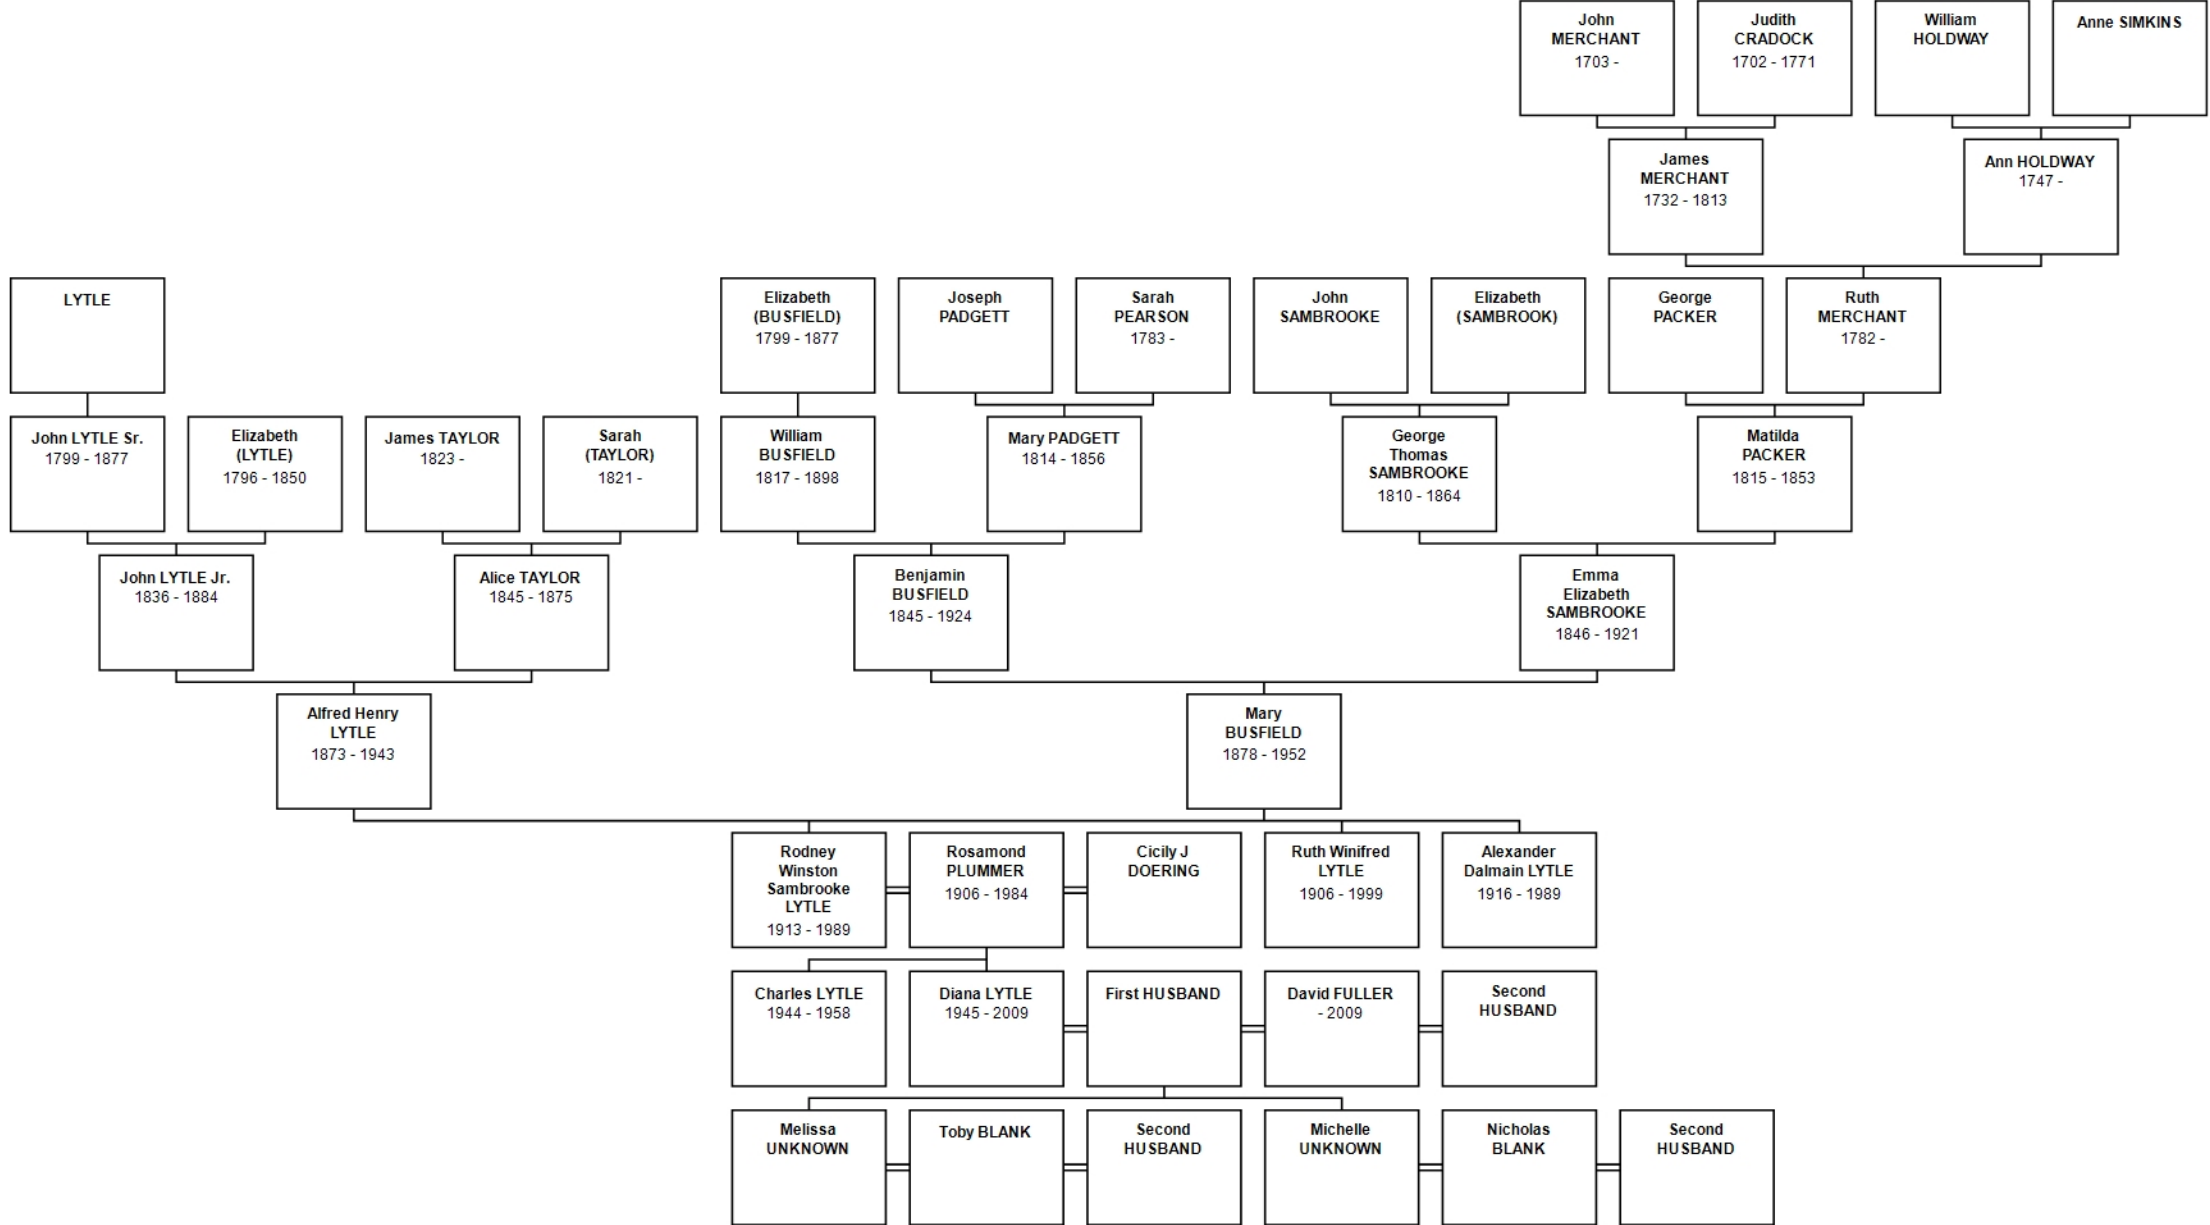 John
MERCHANT
1703 -
Judith
CRADOCK
1702 - 1771
William
HOLDWAY
Anne SIMKINS
James
MERCHANT
1732 - 1813
Ann HOLDWAY
1747 -
LYTLE
Elizabeth
(BUSFIELD)
1799 - 1877
Joseph
PADGETT
Sarah
PEARSON
1783 -
John
SAMBROOKE
Elizabeth
(SAMBROOK)
George
PACKER
Ruth
MERCHANT
1782 -
John LYTLE Sr.
1799 - 1877
Elizabeth
(LYTLE)
1796 - 1850
James TAYLOR
1823 -
Sarah
(TAYLOR)
1821 -
William
BUSFIELD
1817 - 1898
Mary PADGETT
1814 - 1856
George
Thomas
SAMBROOKE
1810 - 1864
Matilda
PACKER
1815 - 1853
John LYTLE Jr.
1836 - 1884
Alice TAYLOR
1845 - 1875
Benjamin
BUSFIELD
1845 - 1924
Emma
Elizabeth
SAMBROOKE
1846 - 1921
Alfred Henry
LYTLE
1873 - 1943
Mary
BUSFIELD
1878 - 1952
Rodney
Winston
Sambrooke
LYTLE
1913 - 1989
Rosamond
PLUMMER
1906 - 1984
Cicily J
DOERING
Ruth Winifred
LYTLE
1906 - 1999
Alexander
Dalmain LYTLE
1916 - 1989
Charles LYTLE
1944 - 1958
Diana LYTLE
1945 - 2009
First HUSBAND
David FULLER
- 2009
Second
HUSBAND
Melissa
UNKNOWN
Toby BLANK
Second
HUSBAND
Michelle
UNKNOWN
Nicholas
BLANK
Second
HUSBAND